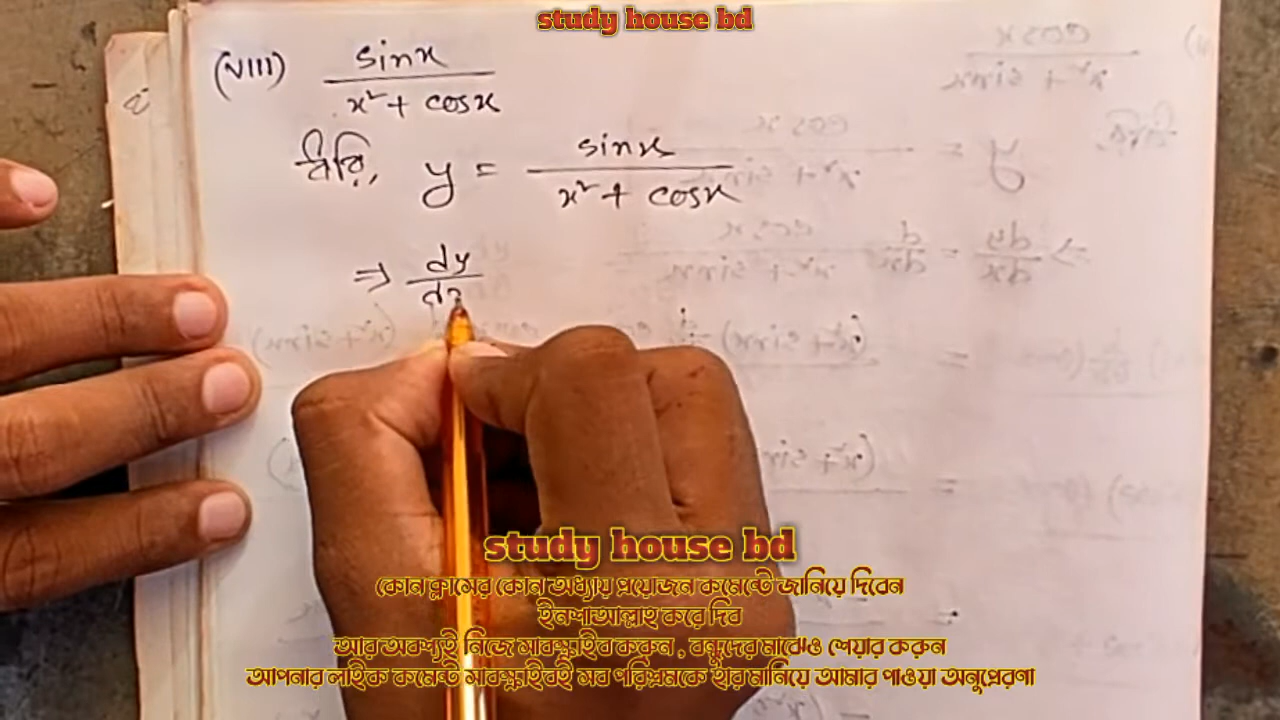 study house bd
(VIII) sinx / x² + cosx
ধরি, y = sinx / x² + cosx
⇒ dy / dx
study house bd
কোন ক্লাসের কোন অধ্যায় প্রয়োজন কমেন্টে জানিয়ে দিবেন
ইনশাআল্লাহ করে দিব
আর অবশ্যই নিজে সাবস্ক্রাইব করুন , বন্ধুদের মাঝেও শেয়ার করুন
আপনার লাইক কমেন্ট সাবস্ক্রাইবই সব পরিশ্রমকে হার মানিয়ে আমার পাওয়া অনুপ্রেরণা